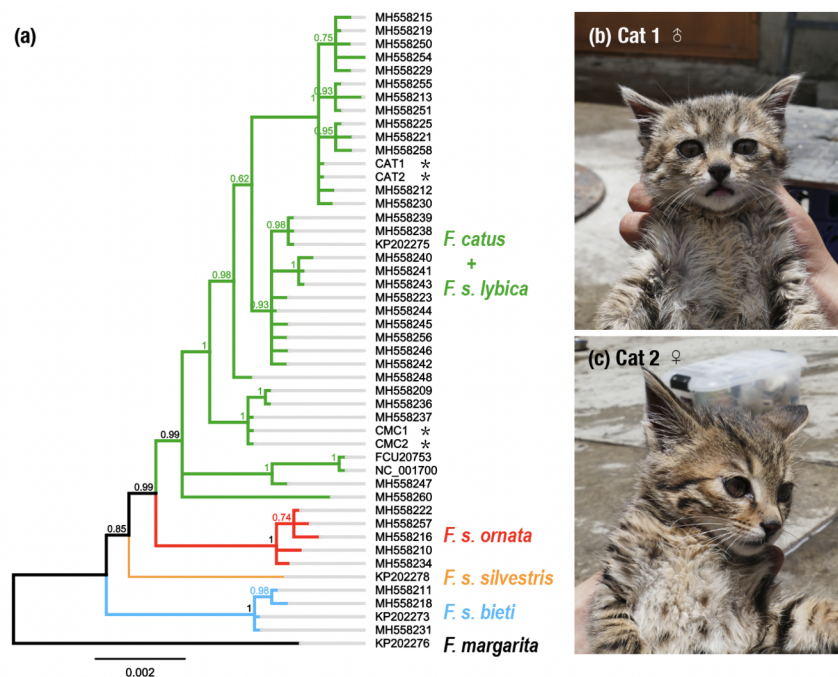 (a)
MH558215
MH558219
0.75
MH558250
MH558254
MH558229
MH558255
0.93
MH558213
1
MH558251
MH558225
0.95
MH558221
MH558258
CAT1 *
CAT2 *
0.62
MH558212
MH558230
MH558239
0.98
MH558238
KP202275
F. catus
+
F. s. lybica
MH558240
1
MH558241
0.98
MH558243
MH558223
0.93
MH558244
MH558245
MH558256
1
MH558246
MH558242
MH558248
1
MH558209
MH558236
1
MH558237
CMC1 *
CMC2 *
0.99
FCU20753
1
NC_001700
1
MH558247
0.99
MH558260
MH558222
0.74
MH558257
0.85
MH558216
1
MH558210
MH558234
F. s. ornata
KP202278
F. s. silvestris
MH558211
0.98
MH558218
1
KP202273
MH558231
F. s. bieti
KP202276
F. margarita
0.002
(b) Cat 1 ♂
(c) Cat 2 ♀